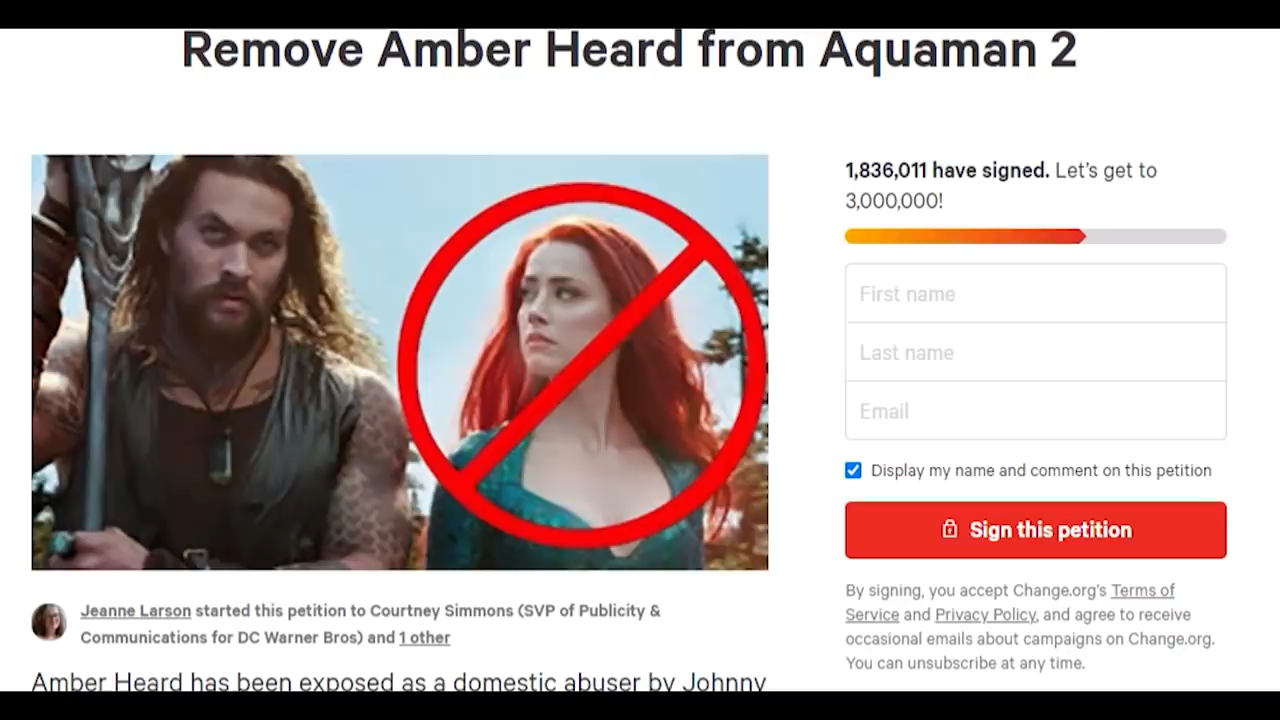 Remove Amber Heard from Aquaman 2
1,836,011 have signed. Let's get to
3,000,000!
First name
Last name
Email
Display my name and comment on this petition
Sign this petition
By signing, you accept Change.org's Terms of
Service and Privacy Policy, and agree to receive
occasional emails about campaigns on Change.org.
You can unsubscribe at any time.
Jeanne Larson started this petition to Courtney Simmons (SVP of Publicity &
Communications for DC Warner Bros) and 1 other
Amber Heard has been exposed as a domestic abuser by Johnny